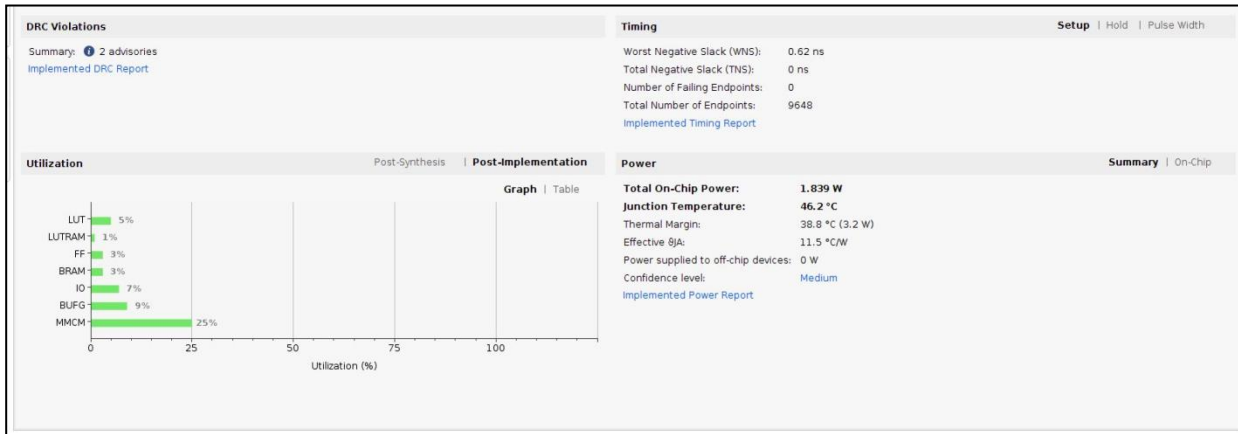 DRC Violations
Summary: 2 advisories
Implemented DRC Report
Timing Setup | Hold | Pulse Width
Worst Negative Slack (WNS): 0.62 ns
Total Negative Slack (TNS): 0 ns
Number of Failing Endpoints: 0
Total Number of Endpoints: 9648
Implemented Timing Report
Utilization Post-Synthesis | Post-Implementation
Graph | Table
LUT 5%
LUTRAM 1%
FF 3%
BRAM 3%
IO 7%
BUFG 9%
MMCM 25%
0 25 50 75 100
Utilization (%)
Power Summary | On-Chip
Total On-Chip Power: 1.839 W
Junction Temperature: 46.2 °C
Thermal Margin: 38.8 °C (3.2 W)
Effective θJA: 11.5 °C/W
Power supplied to off-chip devices: 0 W
Confidence level: Medium
Implemented Power Report